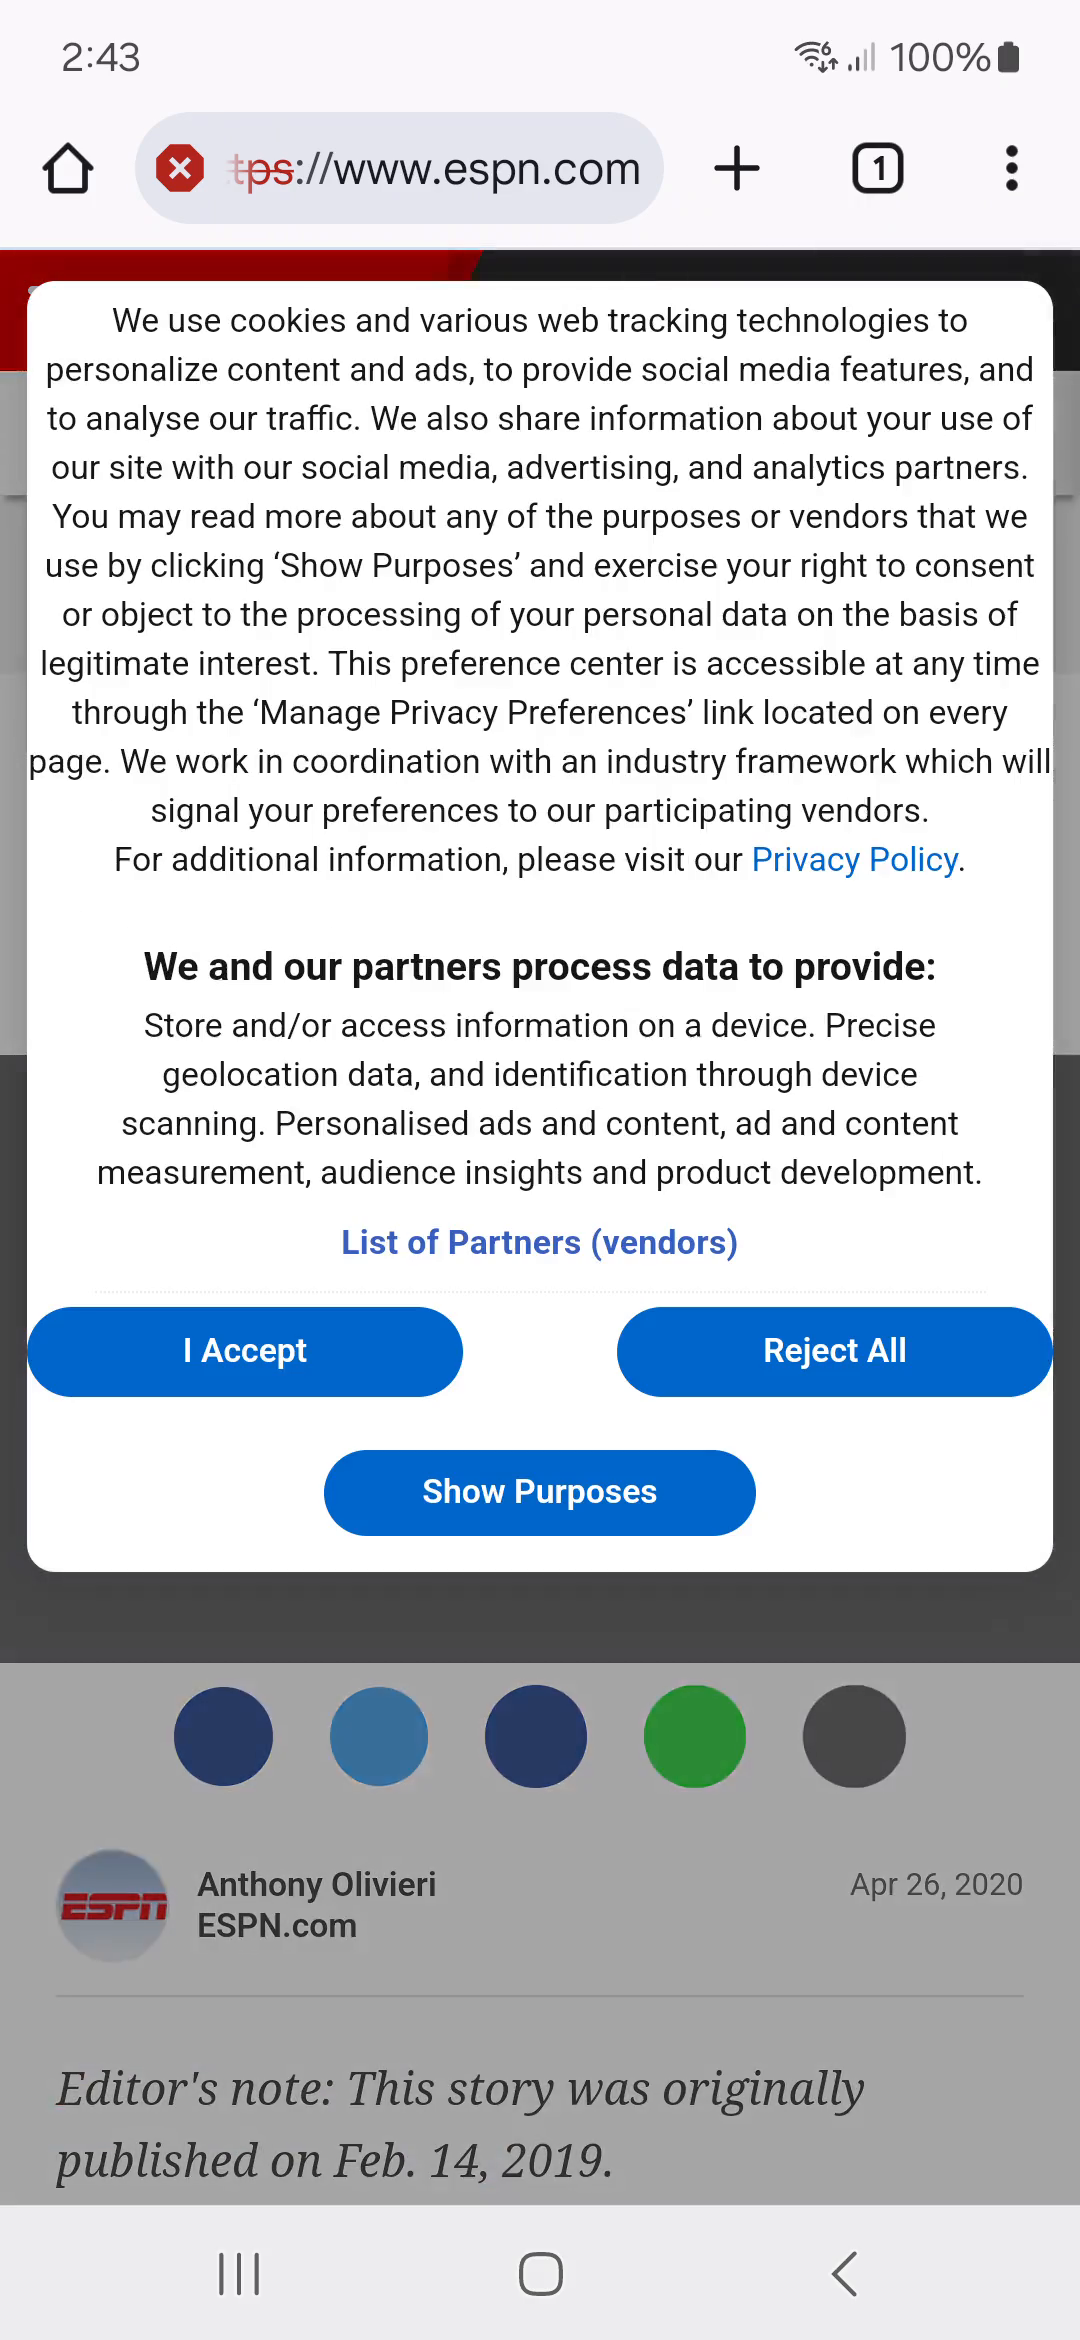 2:43
6
100%
tps://www.espn.com
1
We use cookies and various web tracking technologies to
personalize content and ads, to provide social media features, and
to analyse our traffic. We also share information about your use of
our site with our social media, advertising, and analytics partners.
You may read more about any of the purposes or vendors that we
use by clicking ‘Show Purposes’ and exercise your right to consent
or object to the processing of your personal data on the basis of
legitimate interest. This preference center is accessible at any time
through the ‘Manage Privacy Preferences’ link located on every
page. We work in coordination with an industry framework which will
signal your preferences to our participating vendors.
For additional information, please visit our Privacy Policy.
We and our partners process data to provide:
Store and/or access information on a device. Precise
geolocation data, and identification through device
scanning. Personalised ads and content, ad and content
measurement, audience insights and product development.
List of Partners (vendors)
I Accept
Reject All
Show Purposes
ESPN
Anthony Olivieri
ESPN.com
Apr 26, 2020
Editor's note: This story was originally
published on Feb. 14, 2019.